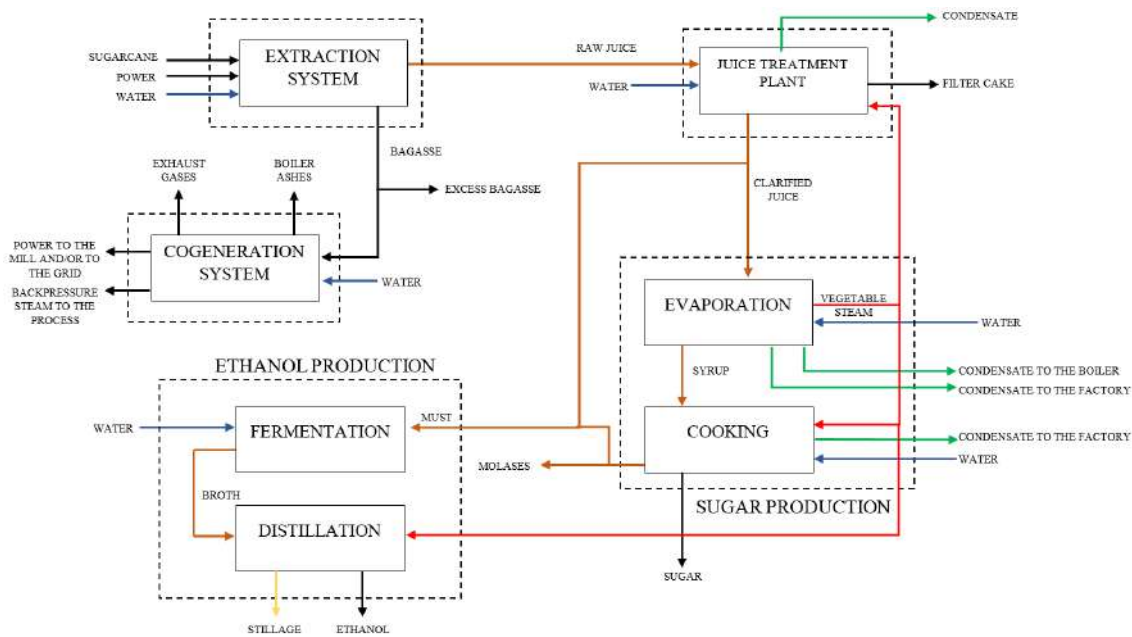 CONDENSATE
SUGARCANE
POWER
WATER
EXTRACTION
SYSTEM
RAW JUICE
WATER
JUICE TREATMENT
PLANT
FILTER CAKE
BAGASSE
EXCESS BAGASSE
CLARIFIED
JUICE
EXHAUST
GASES
BOILER
ASHES
POWER TO THE
MILL AND/OR TO
THE GRID
BACKPRESSURE
STEAM TO THE
PROCESS
COGENERATION
SYSTEM
WATER
EVAPORATION
VEGETABLE
STEAM
WATER
SYRUP
CONDENSATE TO THE BOILER
CONDENSATE TO THE FACTORY
COOKING
CONDENSATE TO THE FACTORY
WATER
SUGAR PRODUCTION
SUGAR
ETHANOL PRODUCTION
WATER
FERMENTATION
MUST
MOLASES
BROTH
DISTILLATION
STILLAGE
ETHANOL